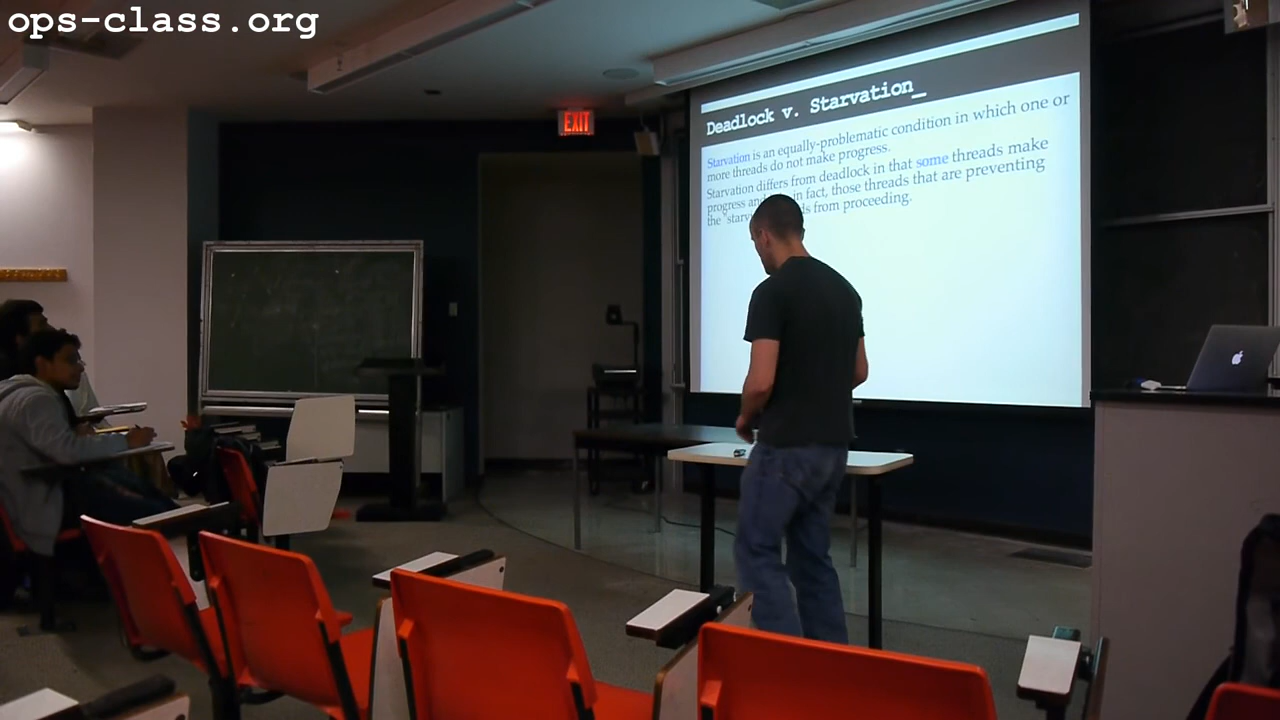 ops-class.org
EXIT
Deadlock v. Starvation_
Starvation is an equally-problematic condition in which one or
more threads do not make progress.
Starvation differs from deadlock in that some threads make
progress and in fact, those threads that are preventing
the from proceeding.